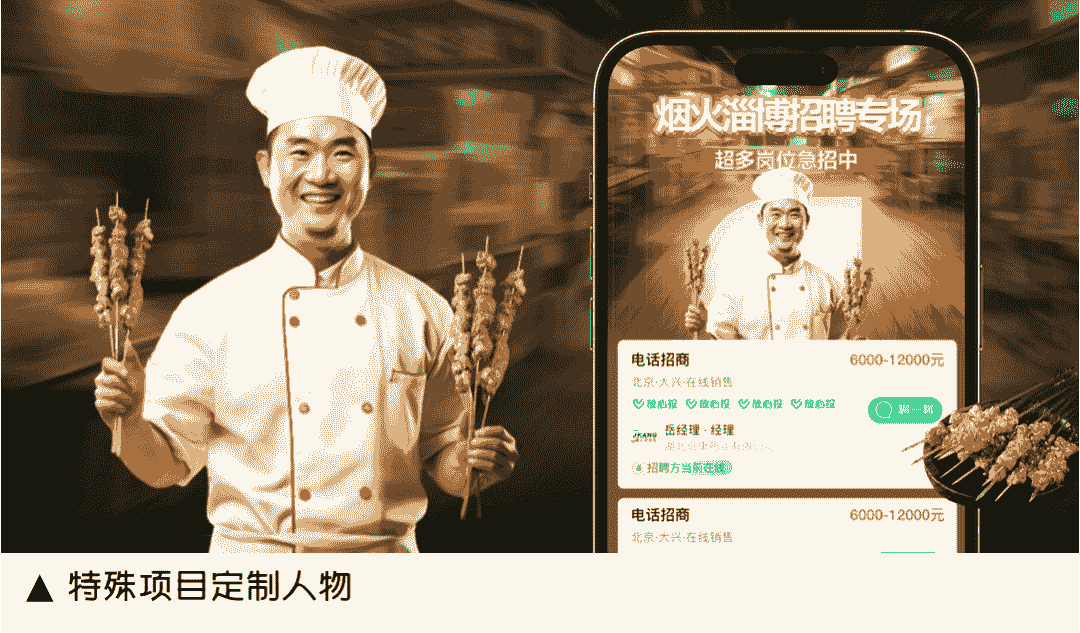 烟火淄博招聘专场
超多岗位急招中
电话招商
6000-12000元
北京·大兴·在线销售
放心投 放心投 放心投 放心投
聊一聊
JKANG
岳经理·经理
招聘方当前在线
电话招商
6000-12000元
北京·大兴·在线销售
▲ 特殊项目定制人物